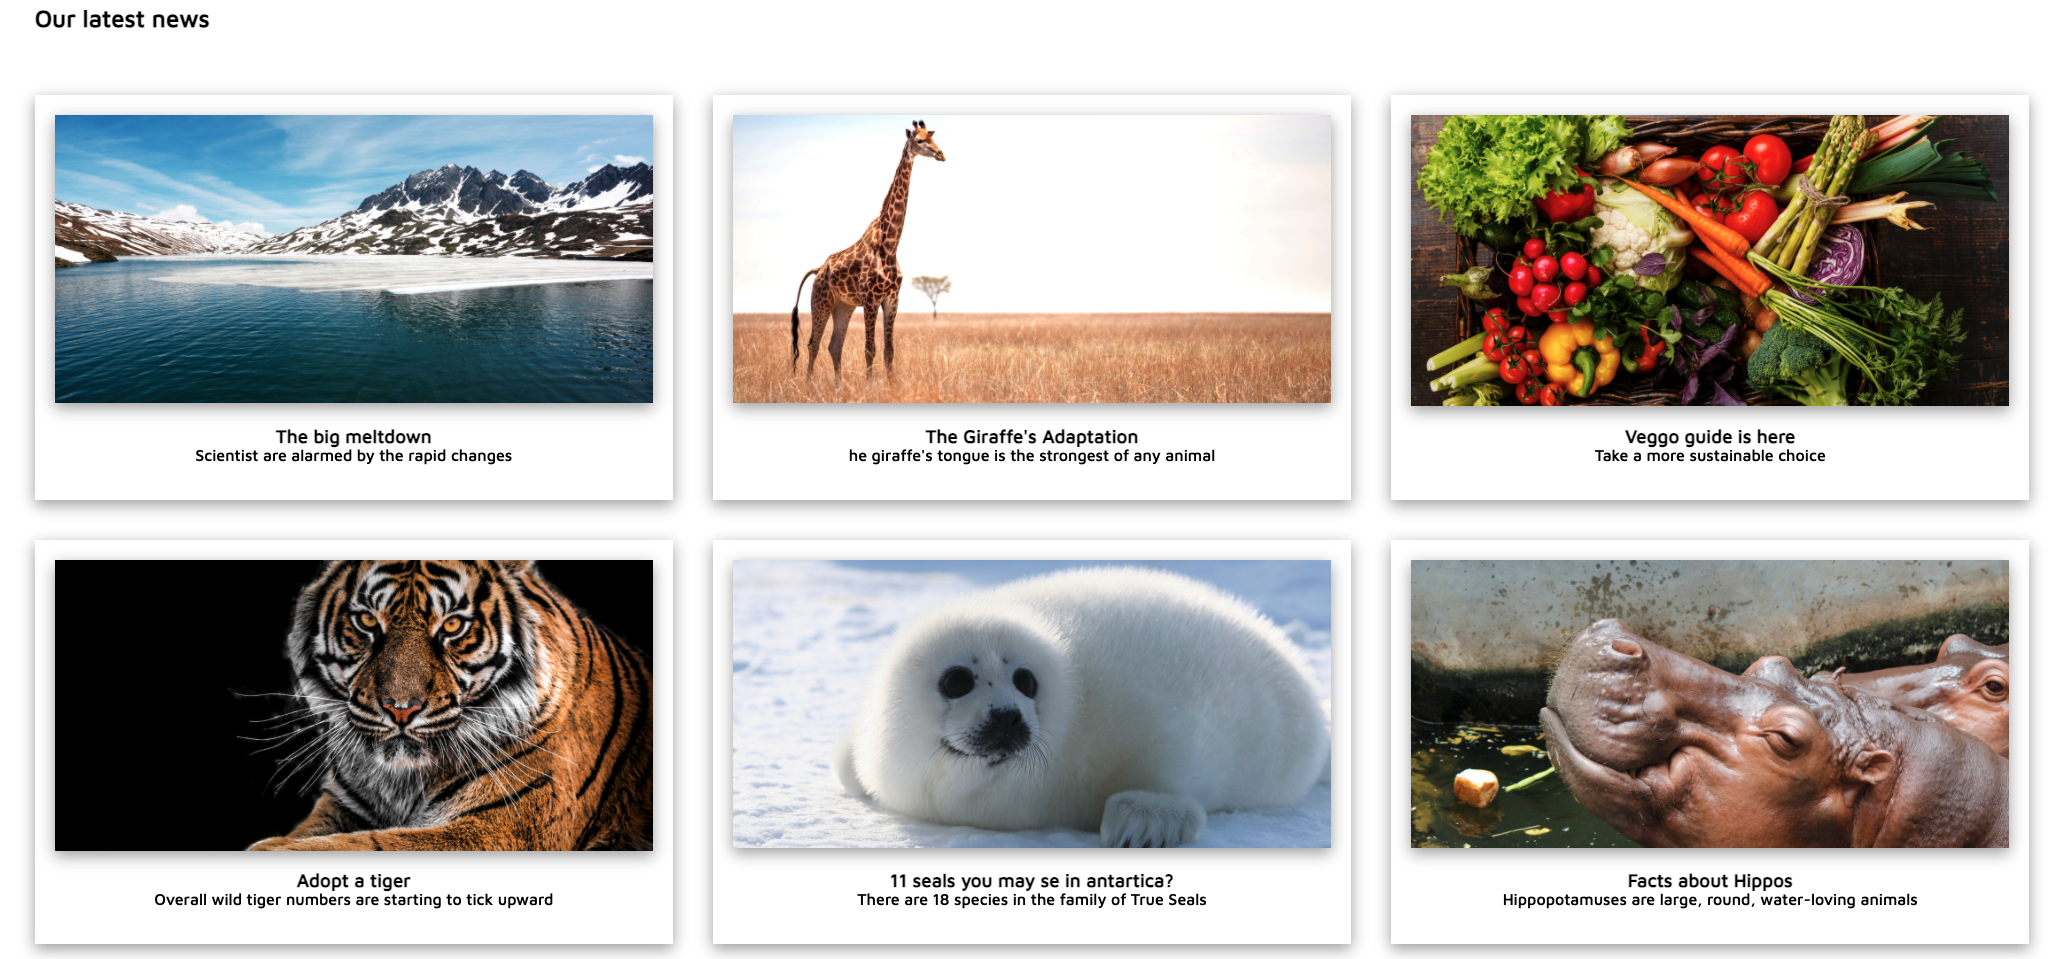 Our latest news
The big meltdown
Scientist are alarmed by the rapid changes
The Giraffe's Adaptation
he giraffe's tongue is the strongest of any animal
Veggo guide is here
Take a more sustainable choice
Adopt a tiger
Overall wild tiger numbers are starting to tick upward
11 seals you may se in antartica?
There are 18 species in the family of True Seals
Facts about Hippos
Hippopotamuses are large, round, water-loving animals